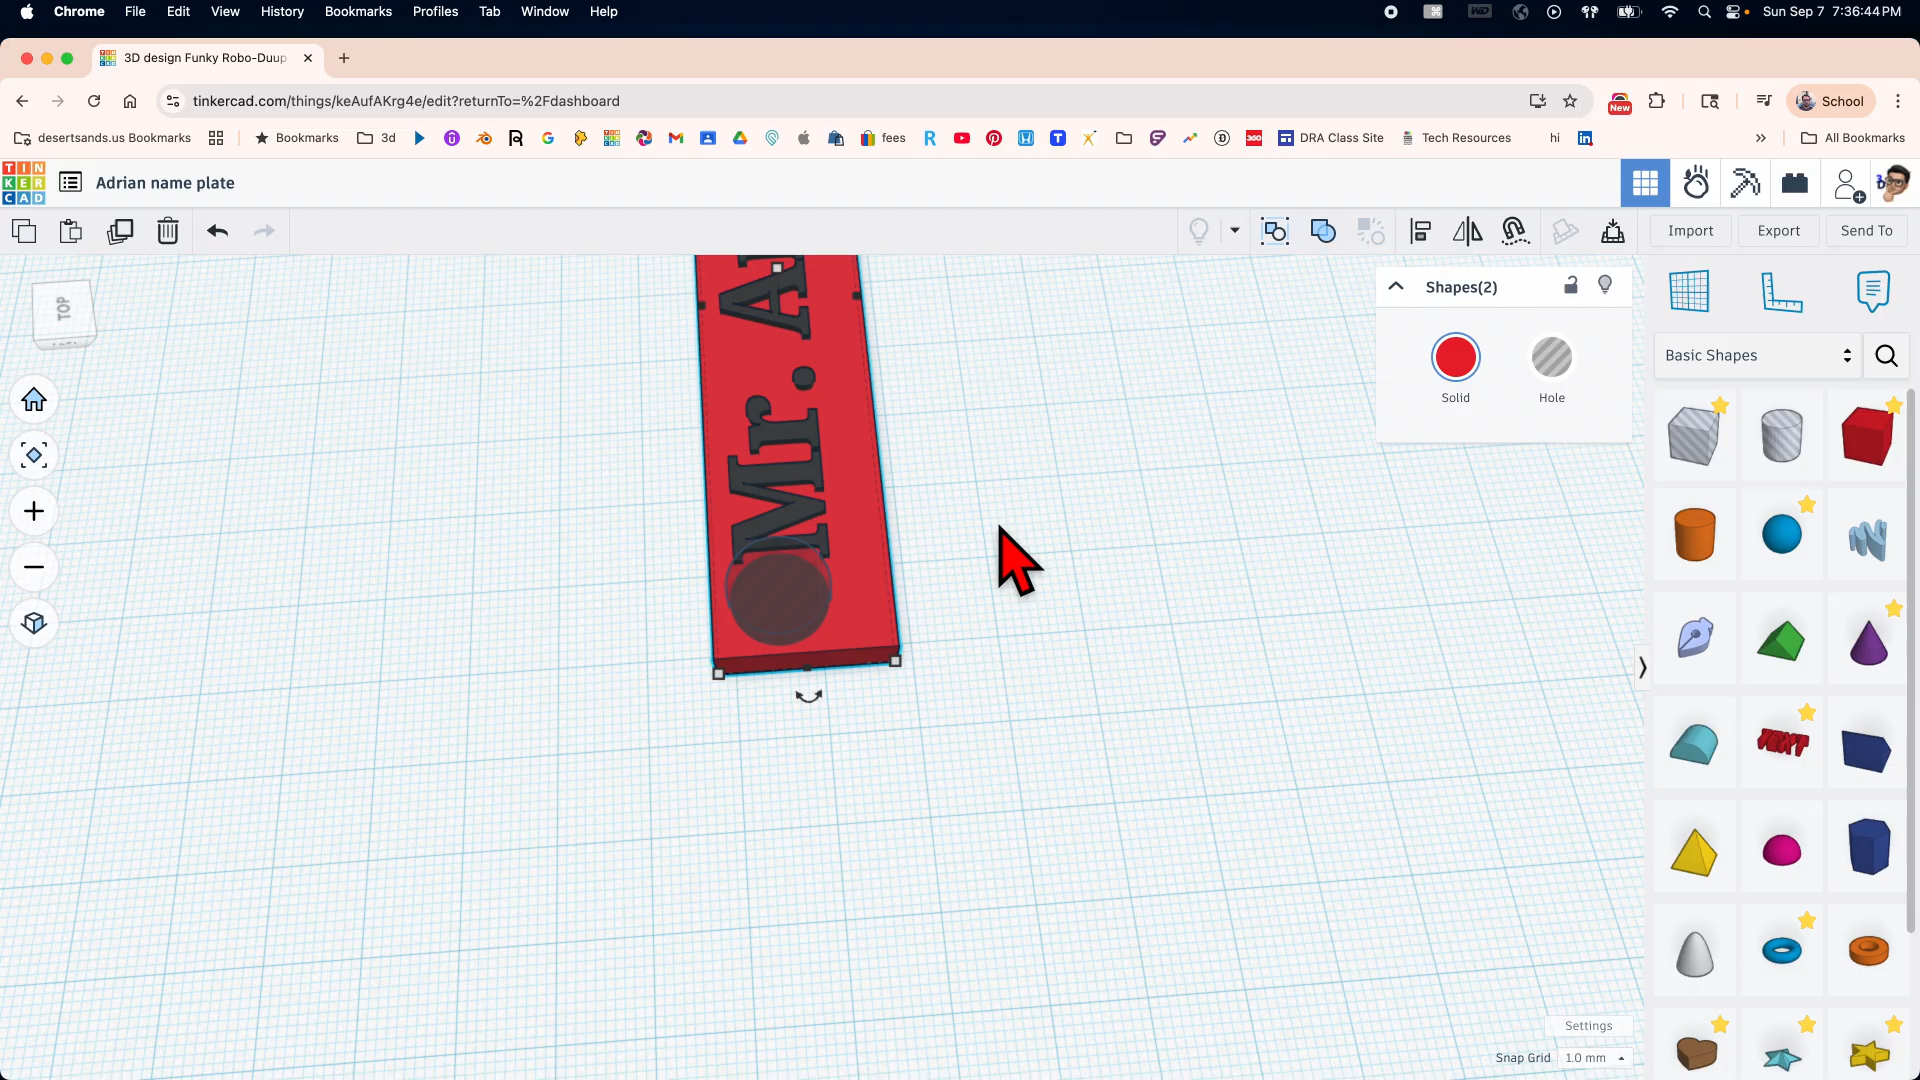 Chrome File Edit View History Bookmarks Profiles Tab Window Help
Sun Sep 7 7:36:44 PM
3D design Funky Robo-Duup
tinkercad.com/things/keAufAKrg4e/edit?returnTo=%2Fdashboard
New
School
desertsands.us Bookmarks
Bookmarks
3d
fees
DRA Class Site
Tech Resources
hi
All Bookmarks
TIN
KER
CAD
Adrian name plate
Import
Export
Send To
TOP
Mr.
Shapes(2)
Solid
Hole
Basic Shapes
TEXT
Settings
Snap Grid 1.0 mm